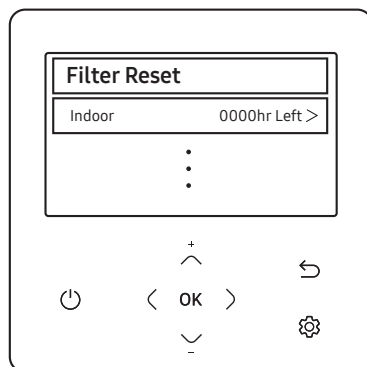 Filter Reset
Indoor 0000hr Left >
+
OK
-